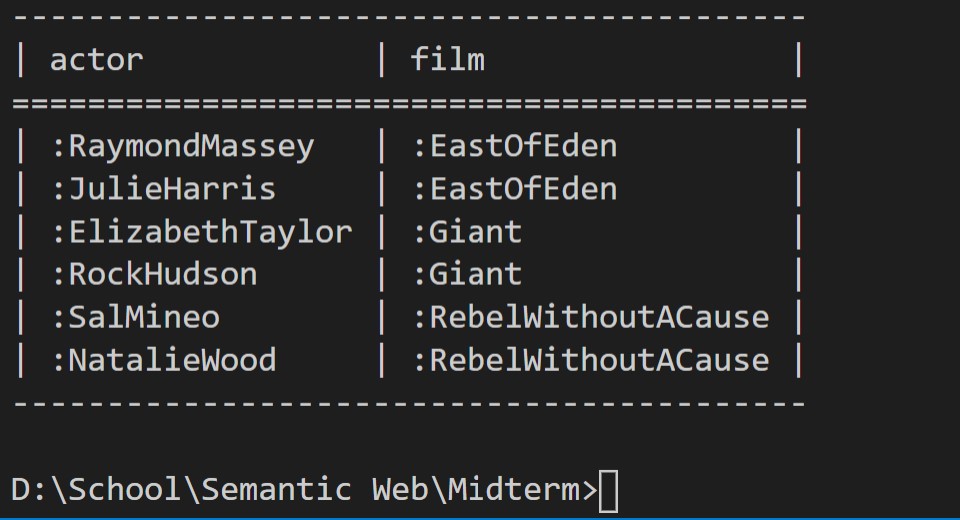 -----------------------------------------
| actor            | film                |
=========================================
| :RaymondMassey   | :EastOfEden         |
| :JulieHarris     | :EastOfEden         |
| :ElizabethTaylor | :Giant              |
| :RockHudson      | :Giant              |
| :SalMineo        | :RebelWithoutACause |
| :NatalieWood     | :RebelWithoutACause |
-----------------------------------------
D:\School\Semantic Web\Midterm>